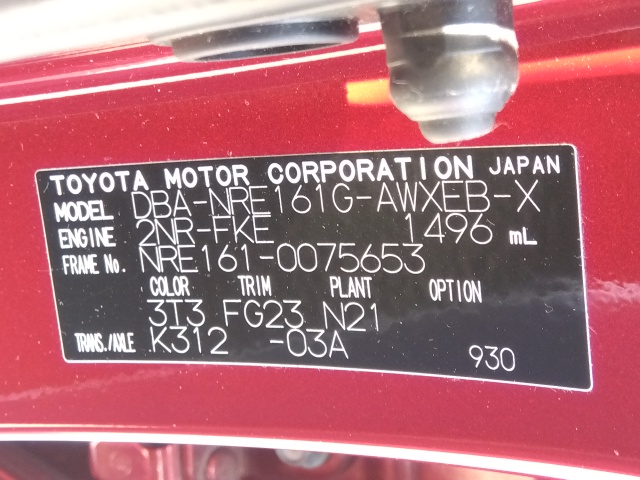 TOYOTA MOTOR CORPORATION JAPAN
MODEL DBA-NRE161G-AWXEB-X
ENGINE 2NR-FKE 1496 mL
FRAME No. NRE161-0075653
COLOR TRIM PLANT OPTION
3T3 FG23 N21
TRANS./AXLE K312 -03A
930